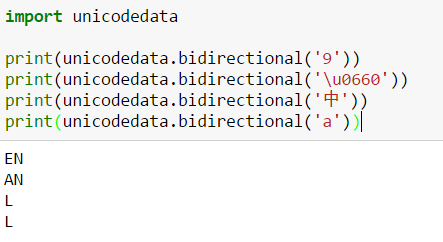 import unicodedata
print(unicodedata.bidirectional('9'))
print(unicodedata.bidirectional('\u0660'))
print(unicodedata.bidirectional('中'))
print(unicodedata.bidirectional('a'))
EN
AN
L
L